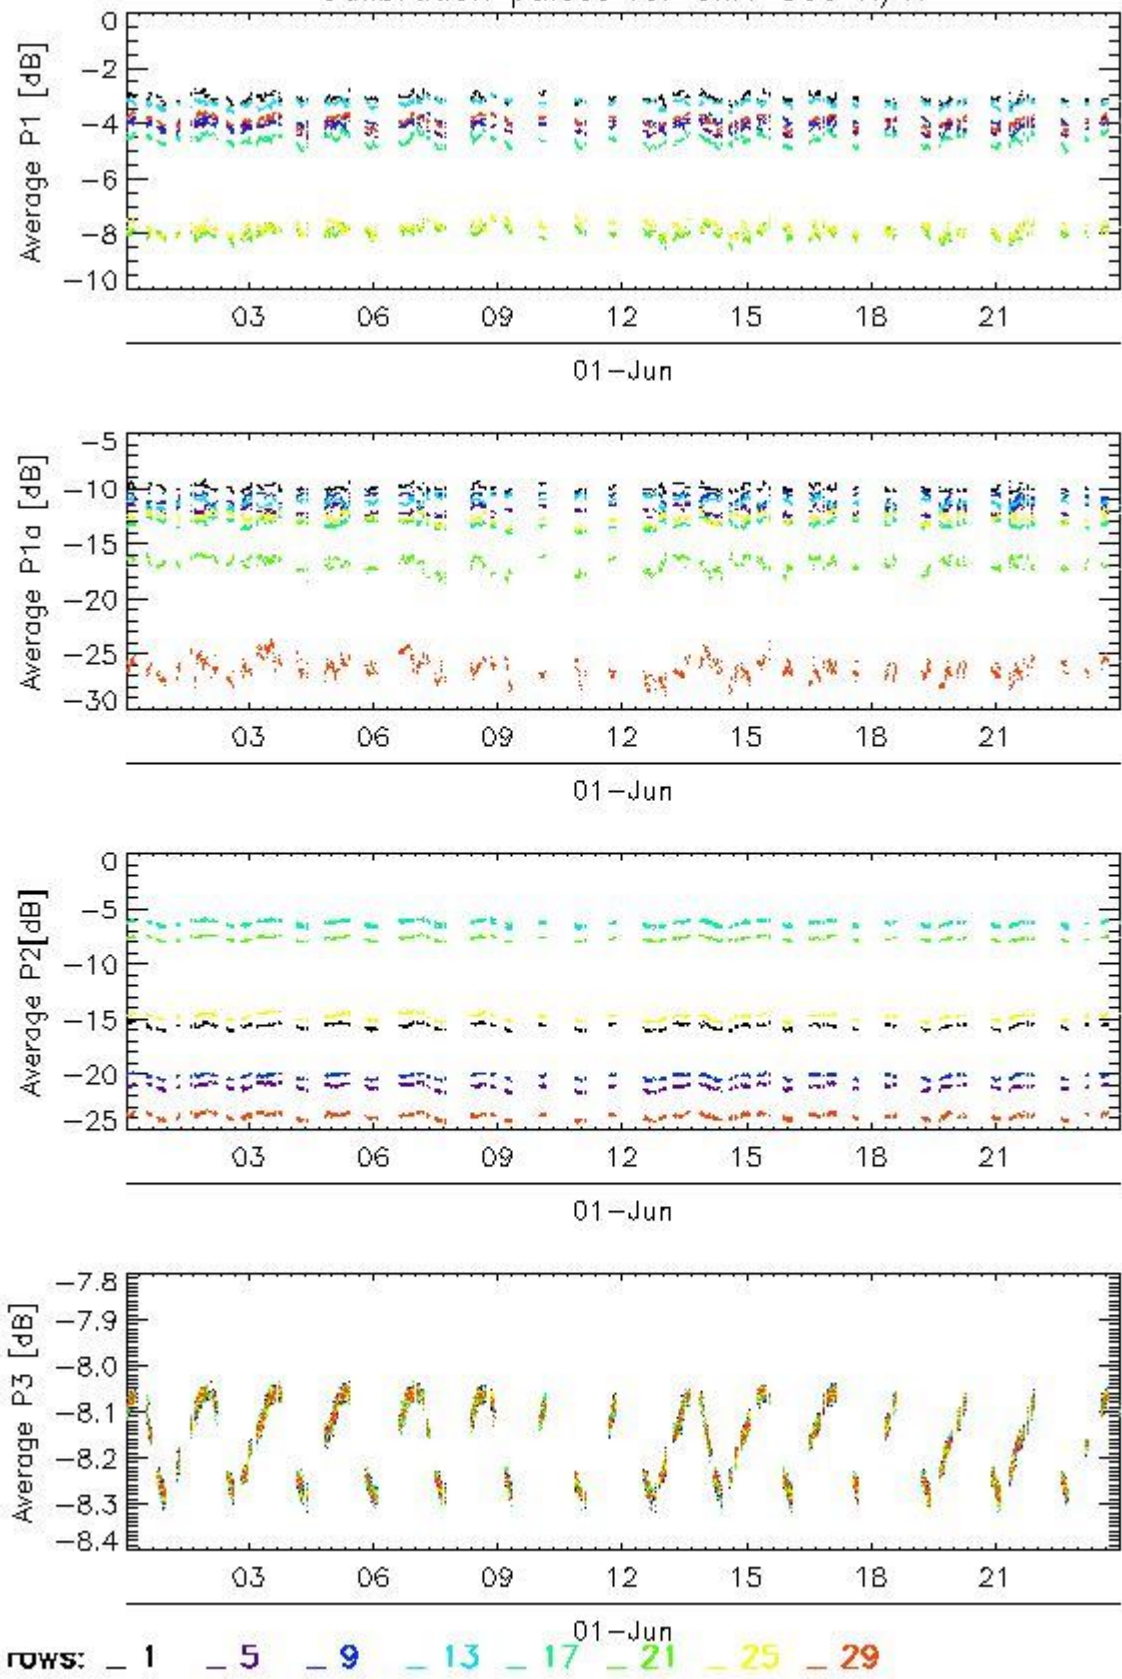 0
−2
−4
−6
−8
−10
Average P1 [dB]
03 06 09 12 15 18 21
01−Jun
−5
−10
−15
−20
−25
−30
Average P1a [dB]
03 06 09 12 15 18 21
01−Jun
0
−5
−10
−15
−20
−25
Average P2[dB]
03 06 09 12 15 18 21
01−Jun
−7.8
−7.9
−8.0
−8.1
−8.2
−8.3
−8.4
Average P3 [dB]
03 06 09 12 15 18 21
01−Jun
rows: _ 1 _ 5 _ 9 _ 13 _ 17 _ 21 _ 25 _ 29